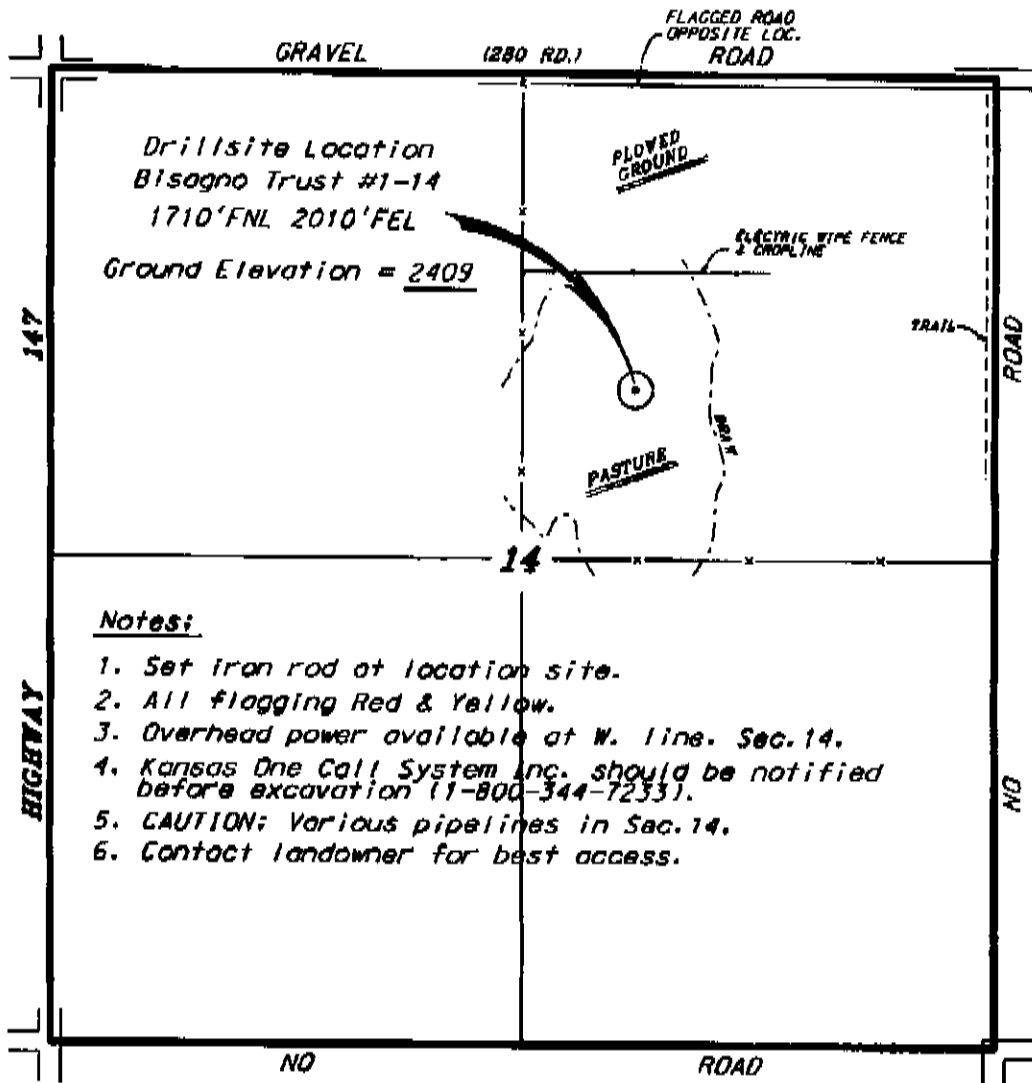 FLAGGED ROAD
OPPOSITE LOC.
GRAVEL (280 RD.) ROAD
Drillsite Location
Bisagno Trust #1-14
1710'FNL 2010'FEL
Ground Elevation = 2409
PLOWED
GROUND
ELECTRIC WIRE FENCE
& CROPLINE
TRAIL
147
HIGHWAY
ROAD
NO
DRAW
PASTURE
14
Notes:
1. Set iron rod at location site.
2. All flagging Red & Yellow.
3. Overhead power available at W. line. Sec.14.
4. Kansas One Call System Inc. should be notified
before excavation (1-800-344-7233).
5. CAUTION: Various pipelines in Sec.14.
6. Contact landowner for best access.
NO ROAD